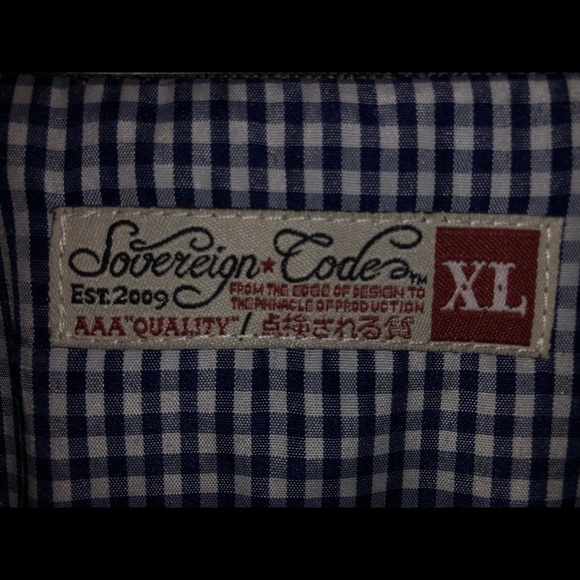 Sovereign★Code™
EST. 2009
FROM THE EDGE OF DESIGN TO
THE PINNACLE OF PRODUCTION
AAA"QUALITY"/点検される質
XL